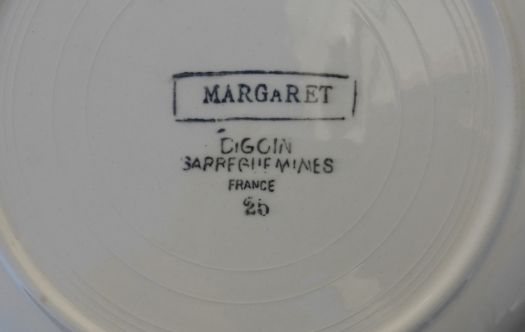 MARGARET
DIGOIN
SARREGUEMINES
FRANCE
25